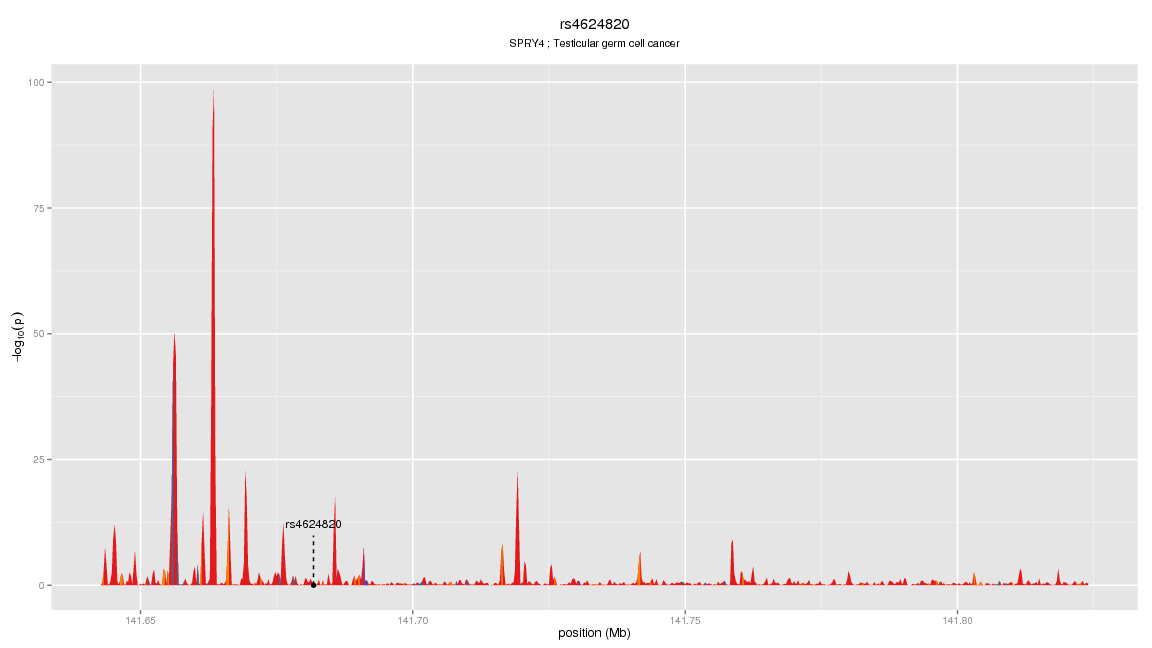 rs4624820
SPRY4 ; Testicular germ cell cancer
100
75
50
25
0
−log10(p)
rs4624820
141.65 141.70 141.75 141.80
position (Mb)